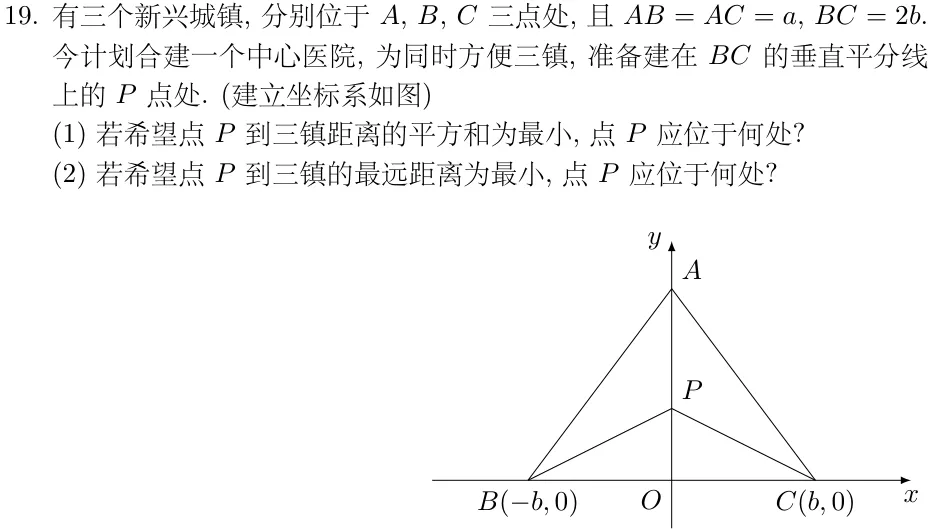 19. 有三个新兴城镇, 分别位于 A, B, C 三点处, 且 AB = AC = a, BC = 2b.
今计划合建一个中心医院, 为同时方便三镇, 准备建在 BC 的垂直平分线
上的 P 点处. (建立坐标系如图)
(1) 若希望点 P 到三镇距离的平方和为最小, 点 P 应位于何处?
(2) 若希望点 P 到三镇的最远距离为最小, 点 P 应位于何处?
y
A
P
B(−b, 0)
O
C(b, 0)
x